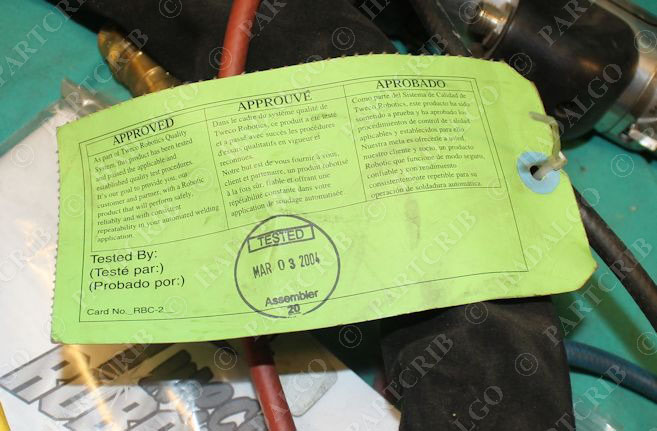 APPROVED
As part of Tweco Robotics Quality
System, this product has been tested
and passed the applicable and
established quality test procedures.
It's our goal to provide you, our
customer and partner, with a Robotic
product that will perform safely,
reliably and with consistent
repeatability in your automated welding
application.
APPROUVÉ
Dans le cadre du système qualité de
Tweco Robotics, ce produit a été testé
et a passé avec succès les procédures
d'essais qualitatifs en vigueur et
reconnues.
Notre but est de vous fournir à vous,
client et partenaire, un produit robotisé
à la fois sûr, fiable et offrant une
répétabilité constante dans votre
application de soudage automatisée.
APROBADO
Como parte del Sistema de Calidad de
Tweco Robotics, este producto ha sido
sometido a prueba y ha aprobado los
procedimientos de control de calidad
aplicables y establecidos para ello.
Nuestra meta es ofrecerle a usted,
nuestro cliente y socio, un producto
Robotic que funcione de modo seguro,
confiable y con rendimiento
consistentemente repetible para su
operación de soldadura automática.
Tested By:
(Testé par:)
(Probado por:)
Card No. RBC-2
TESTED
MAR 03 2004
Assembler
20
PARTCRIB
HIDALGO